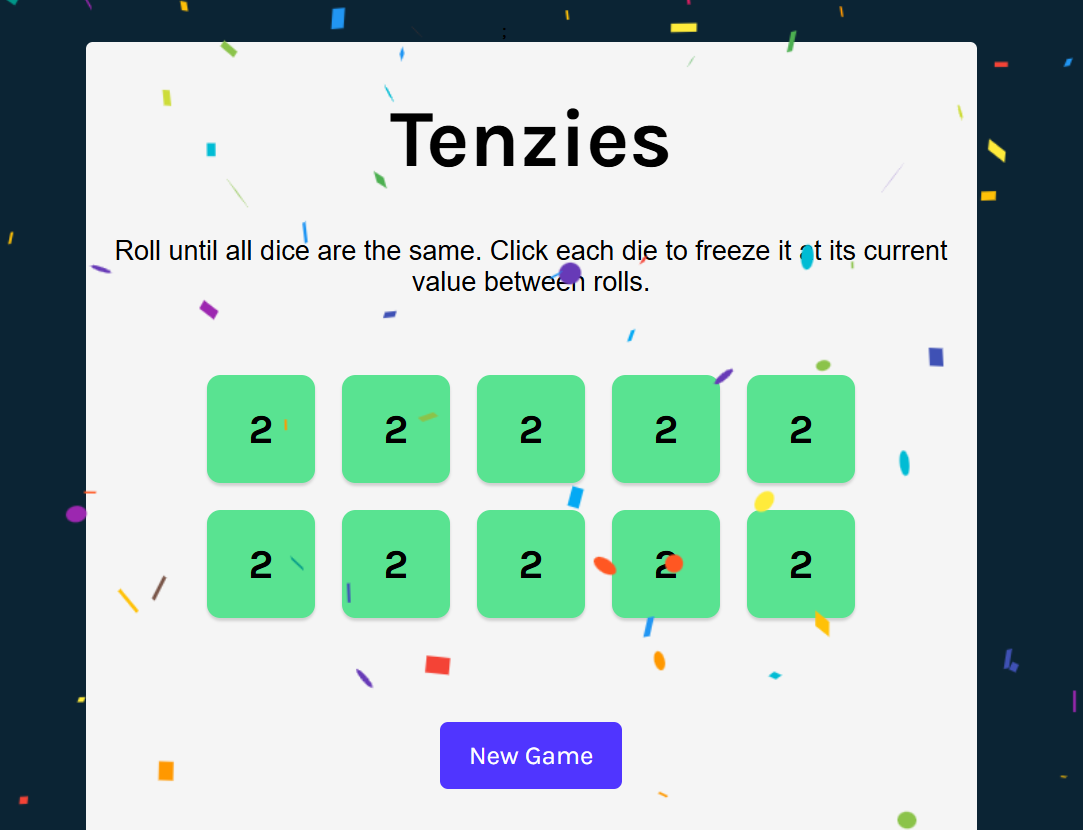 ;
Tenzies
Roll until all dice are the same. Click each die to freeze it at its current
value between rolls.
2 2 2 2 2
2 2 2 2 2
New Game